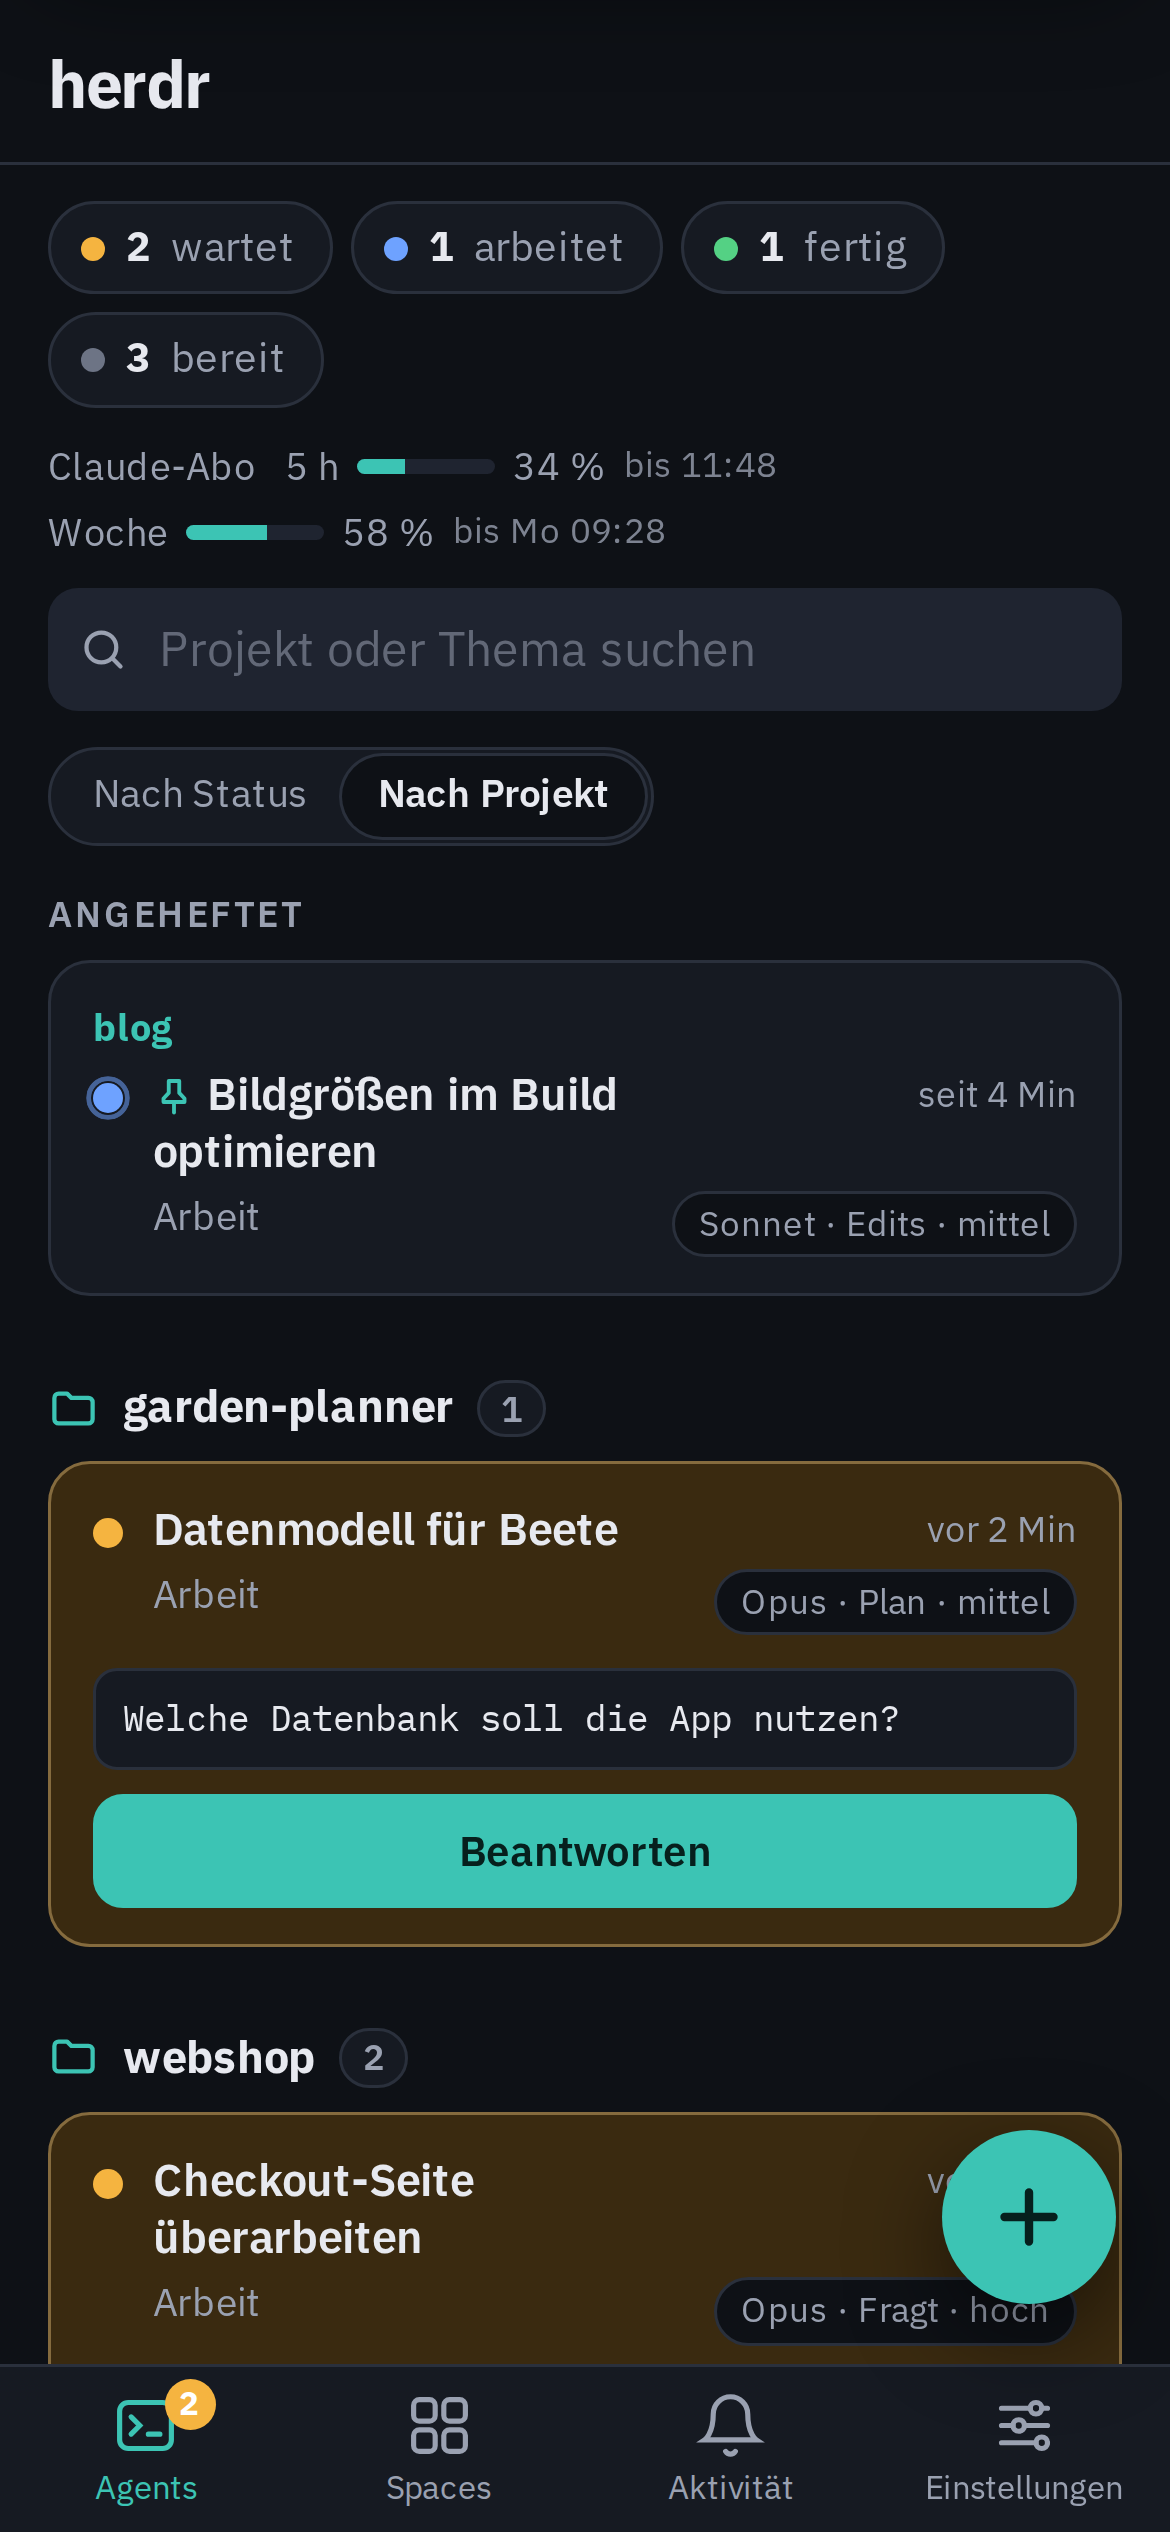 herdr
2 wartet
1 arbeitet
1 fertig
3 bereit
Claude-Abo 5 h 34 % bis 11:48
Woche 58 % bis Mo 09:28
Projekt oder Thema suchen
Nach Status Nach Projekt
ANGEHEFTET
blog
Bildgrößen im Build seit 4 Min
optimieren
Arbeit Sonnet · Edits · mittel
garden-planner 1
Datenmodell für Beete vor 2 Min
Arbeit Opus · Plan · mittel
Welche Datenbank soll die App nutzen?
Beantworten
webshop 2
Checkout-Seite
überarbeiten
Arbeit Opus · Fragt · hoch
2
Agents Spaces Aktivität Einstellungen